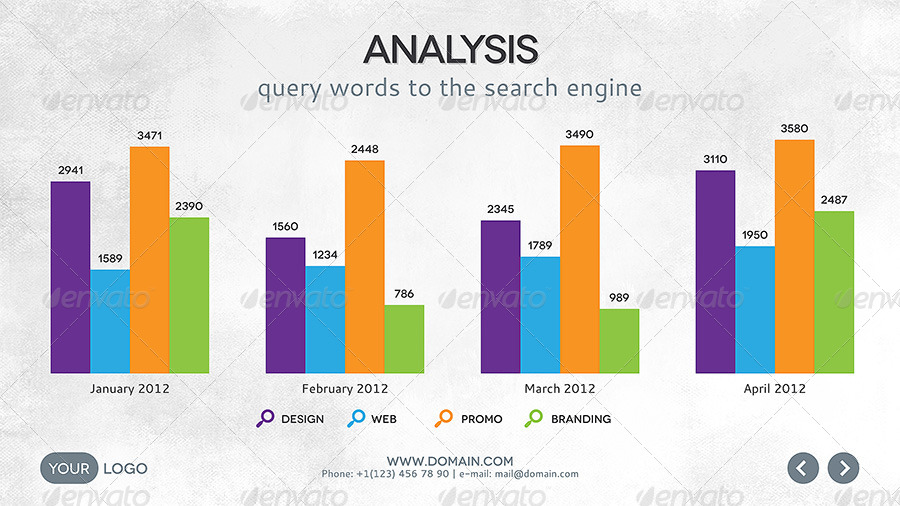 ANALYSIS
query words to the search engine
2941
1589
3471
2390
January 2012
1560
1234
2448
786
February 2012
2345
1789
3490
989
March 2012
3110
1950
3580
2487
April 2012
DESIGN
WEB
PROMO
BRANDING
YOUR LOGO
WWW.DOMAIN.COM
Phone: +1(123) 456 78 90 | e-mail: mail@domain.com
envato